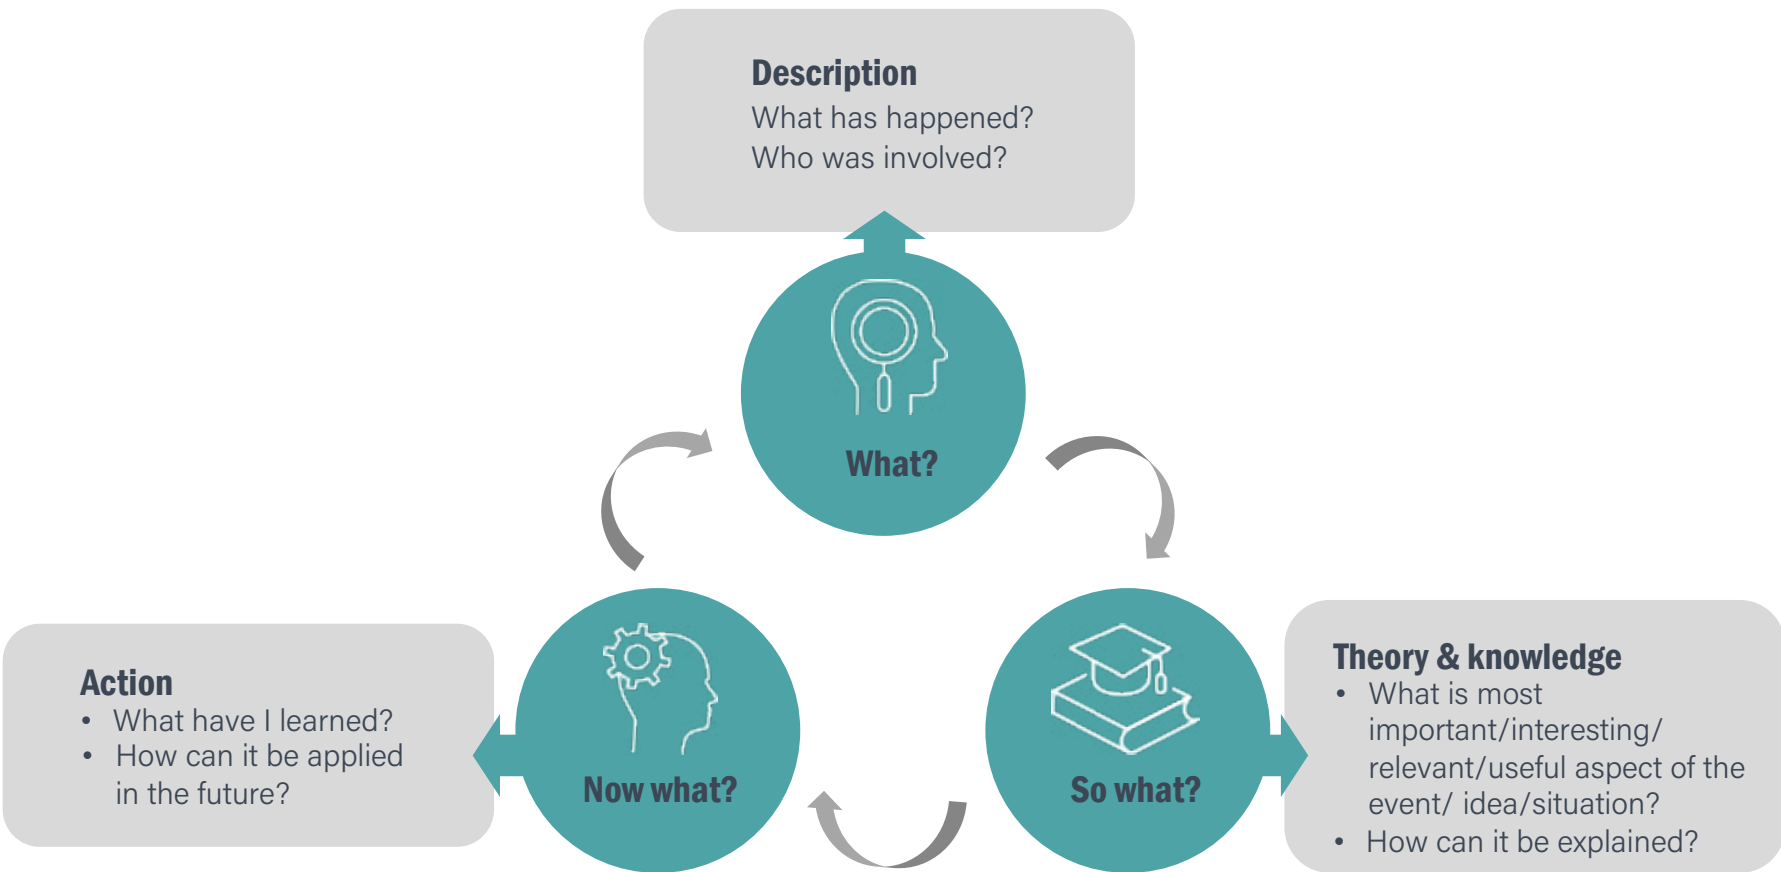 Description
What has happened?
Who was involved?
What?
Action
• What have I learned?
• How can it be applied
in the future?
Now what?
So what?
Theory & knowledge
• What is most
important/interesting/
relevant/useful aspect of the
event/ idea/situation?
• How can it be explained?